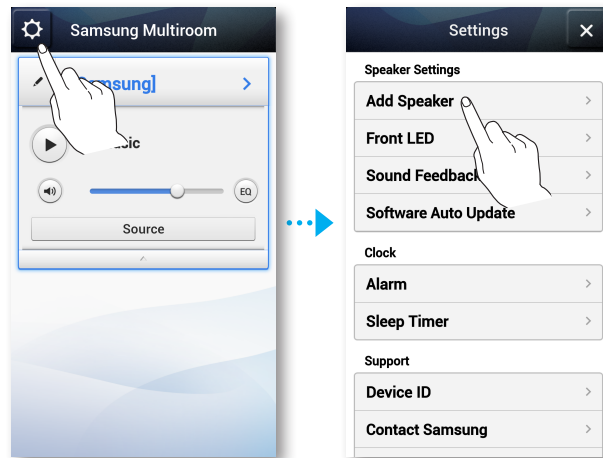 Samsung Multiroom
msung]
sic
EQ
Source
Settings
Speaker Settings
Add Speaker
Front LED
Sound Feedback
Software Auto Update
Clock
Alarm
Sleep Timer
Support
Device ID
Contact Samsung